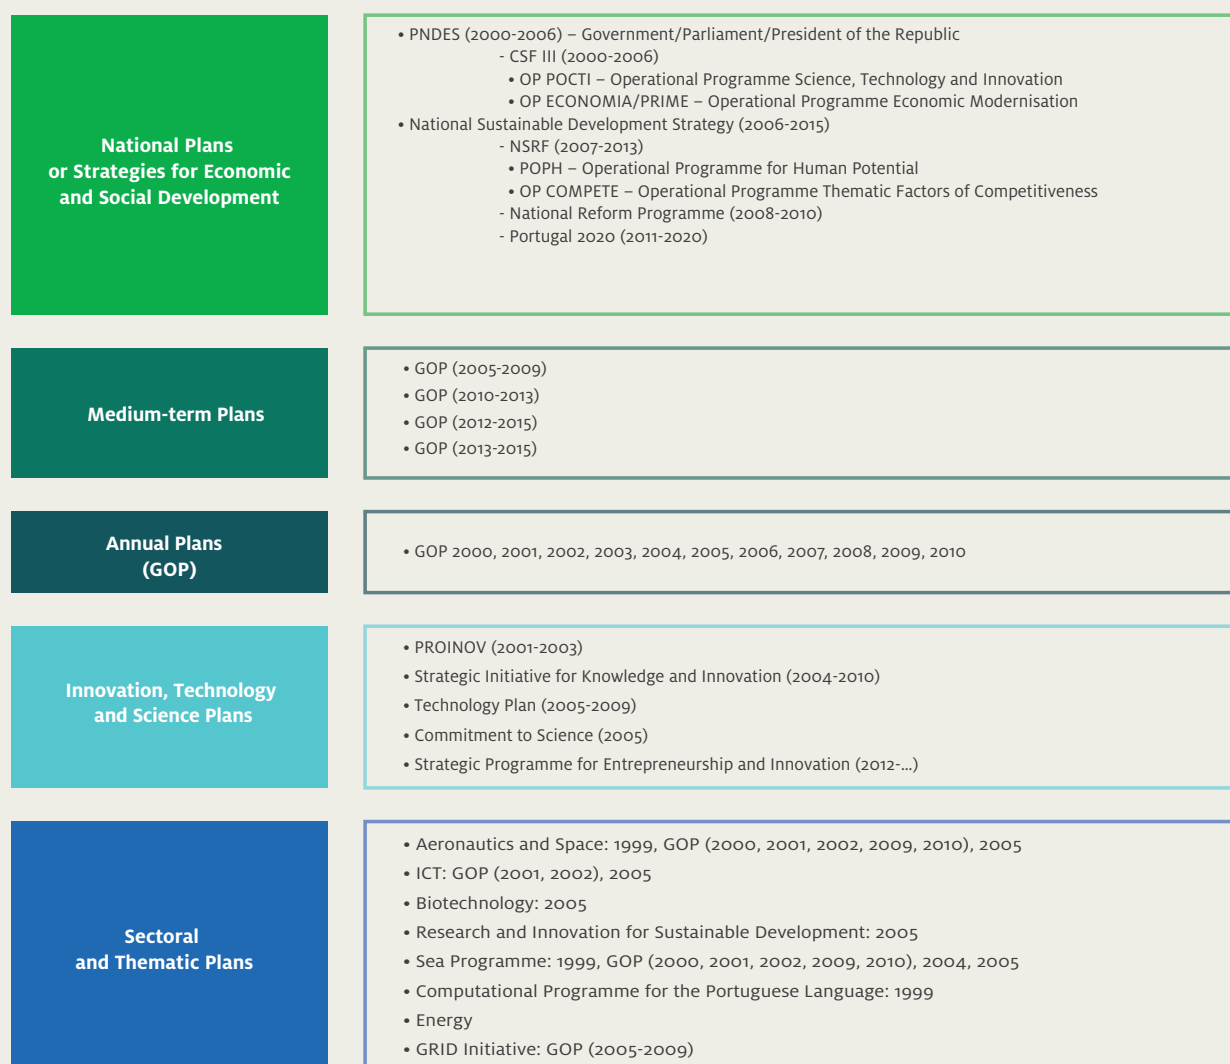 National Plans
or Strategies for Economic
and Social Development
• PNDES (2000-2006) – Government/Parliament/President of the Republic
- CSF III (2000-2006)
• OP POCTI – Operational Programme Science, Technology and Innovation
• OP ECONOMIA/PRIME – Operational Programme Economic Modernisation
• National Sustainable Development Strategy (2006-2015)
- NSRF (2007-2013)
• POPH – Operational Programme for Human Potential
• OP COMPETE – Operational Programme Thematic Factors of Competitiveness
- National Reform Programme (2008-2010)
- Portugal 2020 (2011-2020)
Medium-term Plans
• GOP (2005-2009)
• GOP (2010-2013)
• GOP (2012-2015)
• GOP (2013-2015)
Annual Plans
(GOP)
• GOP 2000, 2001, 2002, 2003, 2004, 2005, 2006, 2007, 2008, 2009, 2010
Innovation, Technology
and Science Plans
• PROINOV (2001-2003)
• Strategic Initiative for Knowledge and Innovation (2004-2010)
• Technology Plan (2005-2009)
• Commitment to Science (2005)
• Strategic Programme for Entrepreneurship and Innovation (2012-...)
Sectoral
and Thematic Plans
• Aeronautics and Space: 1999, GOP (2000, 2001, 2002, 2009, 2010), 2005
• ICT: GOP (2001, 2002), 2005
• Biotechnology: 2005
• Research and Innovation for Sustainable Development: 2005
• Sea Programme: 1999, GOP (2000, 2001, 2002, 2009, 2010), 2004, 2005
• Computational Programme for the Portuguese Language: 1999
• Energy
• GRID Initiative: GOP (2005-2009)